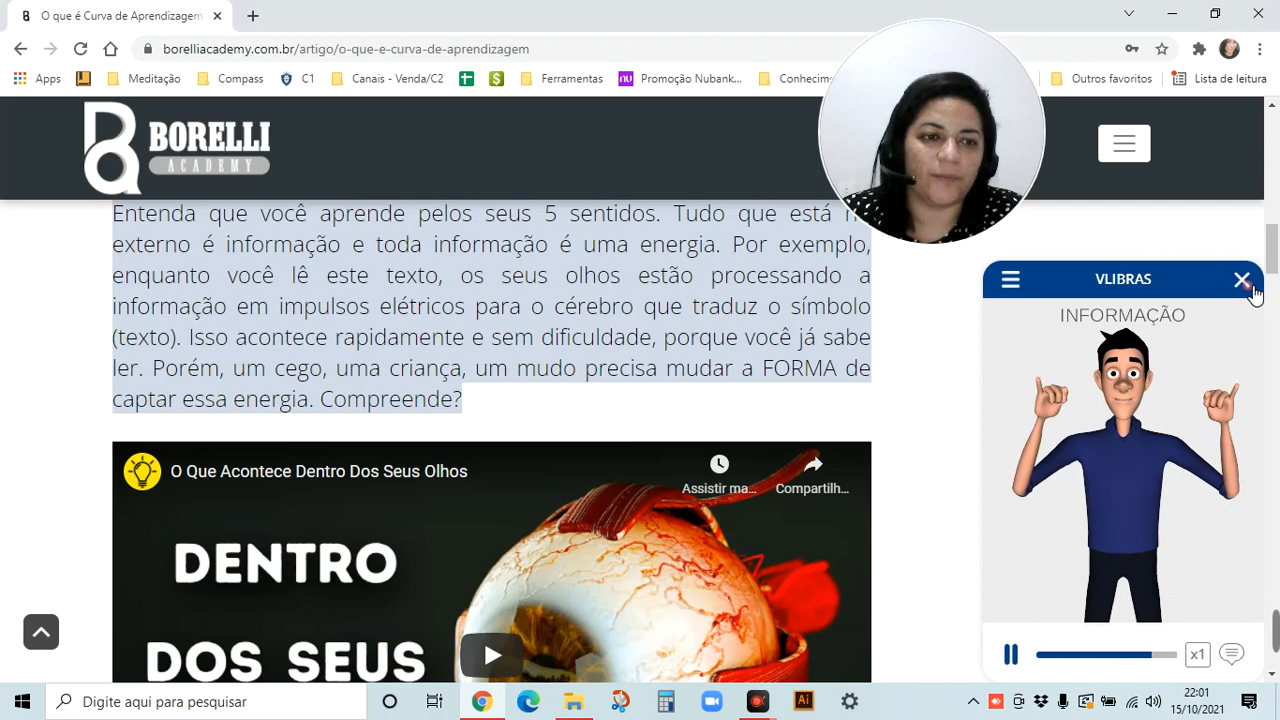 O que é Curva de Aprendizagem
borelliacademy.com.br/artigo/o-que-e-curva-de-aprendizagem
Apps
Meditação
Compass
C1
Canais - Venda/C2
Ferramentas
Promoção Nubank...
Conhecim
Outros favoritos
Lista de leitura
BORELLI
ACADEMY
Entenda que você aprende pelos seus 5 sentidos. Tudo que está
externo é informação e toda informação é uma energia. Por exemplo,
enquanto você lê este texto, os seus olhos estão processando a
informação em impulsos elétricos para o cérebro que traduz o símbolo
(texto). Isso acontece rapidamente e sem dificuldade, porque você já sabe
ler. Porém, um cego, uma criança, um mudo precisa mudar a FORMA de
captar essa energia. Compreende?
VLIBRAS
INFORMAÇÃO
x1
O Que Acontece Dentro Dos Seus Olhos
Assistir ma...
Compartilh...
DENTRO
DOS SEUS
Digite aqui para pesquisar
Ai
22:01
15/10/2021